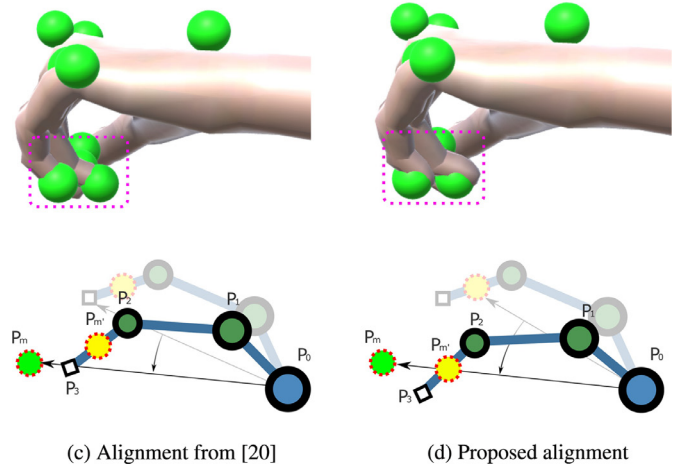 P2
P1
Pm
Pm'
P0
P3
P2
P1
Pm
Pm'
P0
P3
(c) Alignment from [20]
(d) Proposed alignment